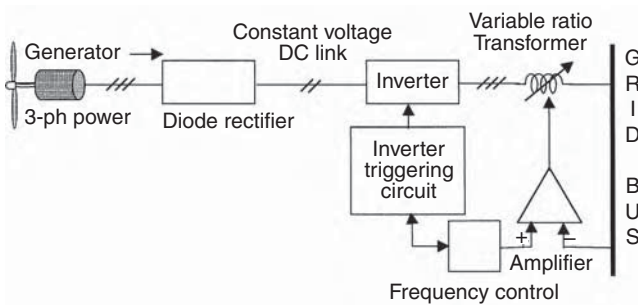 Generator
3-ph power
Diode rectifier
Constant voltage
DC link
Inverter
Variable ratio
Transformer
Inverter
triggering
circuit
+
−
Amplifier
Frequency control
G
R
I
D
B
U
S